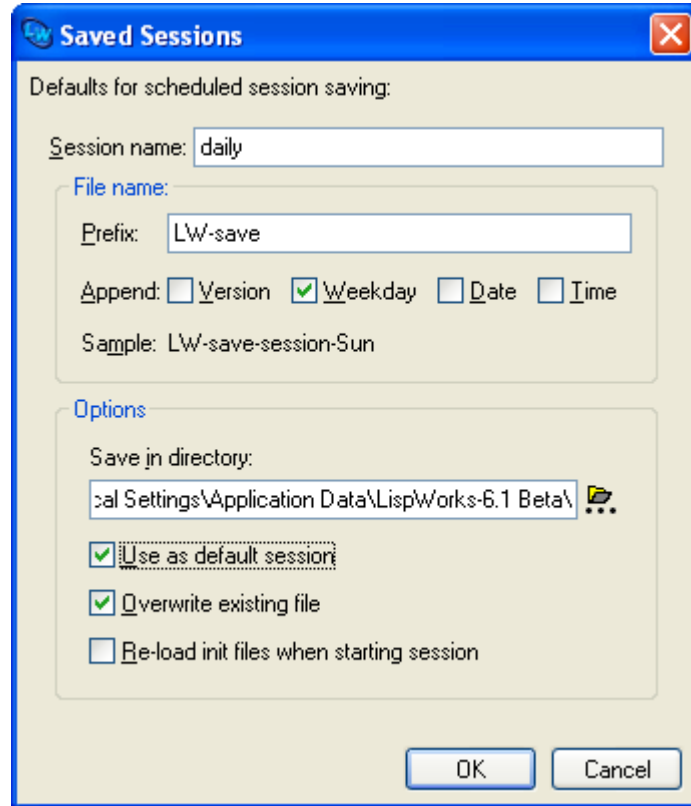 LW Saved Sessions
Defaults for scheduled session saving:
Session name: daily
File name:
Prefix: LW-save
Append: Version Weekday Date Time
Sample: LW-save-session-Sun
Options
Save in directory:
cal Settings\Application Data\LispWorks-6.1 Beta\
Use as default session
Overwrite existing file
Re-load init files when starting session
OK Cancel